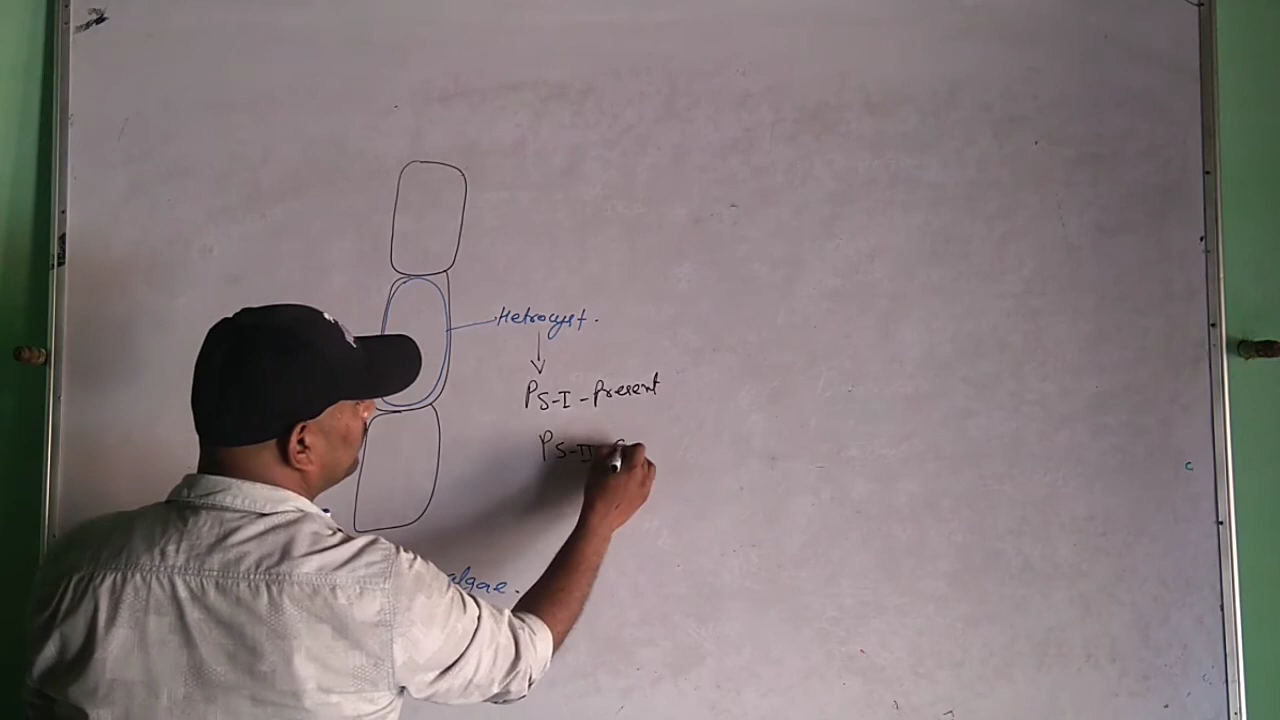 Hetrocyst.
PS-I - Present
PS-II -
algae.